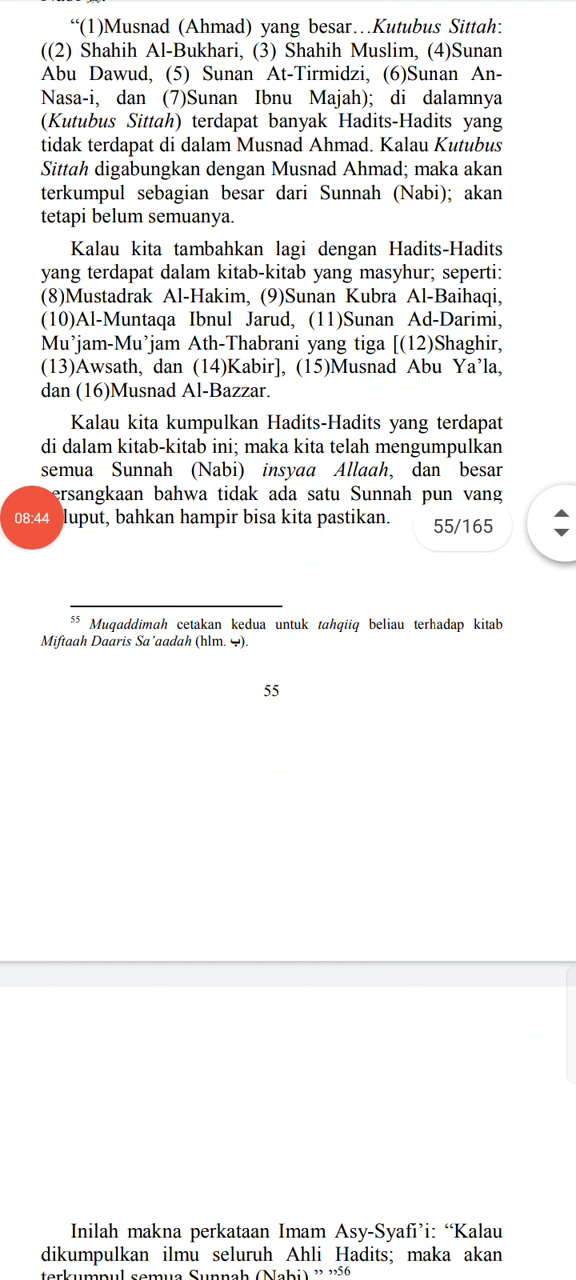 “(1)Musnad (Ahmad) yang besar…Kutubus Sittah:
((2) Shahih Al-Bukhari, (3) Shahih Muslim, (4)Sunan
Abu Dawud, (5) Sunan At-Tirmidzi, (6)Sunan An-
Nasa-i, dan (7)Sunan Ibnu Majah); di dalamnya
(Kutubus Sittah) terdapat banyak Hadits-Hadits yang
tidak terdapat di dalam Musnad Ahmad. Kalau Kutubus
Sittah digabungkan dengan Musnad Ahmad; maka akan
terkumpul sebagian besar dari Sunnah (Nabi); akan
tetapi belum semuanya.
Kalau kita tambahkan lagi dengan Hadits-Hadits
yang terdapat dalam kitab-kitab yang masyhur; seperti:
(8)Mustadrak Al-Hakim, (9)Sunan Kubra Al-Baihaqi,
(10)Al-Muntaqa Ibnul Jarud, (11)Sunan Ad-Darimi,
Mu’jam-Mu’jam Ath-Thabrani yang tiga [(12)Shaghir,
(13)Awsath, dan (14)Kabir], (15)Musnad Abu Ya’la,
dan (16)Musnad Al-Bazzar.
Kalau kita kumpulkan Hadits-Hadits yang terdapat
di dalam kitab-kitab ini; maka kita telah mengumpulkan
semua Sunnah (Nabi) insyaa Allaah, dan besar
ersangkaan bahwa tidak ada satu Sunnah pun yang
08:44 luput, bahkan hampir bisa kita pastikan.
55/165
55 Muqaddimah cetakan kedua untuk tahqiiq beliau terhadap kitab
Miftaah Daaris Sa’aadah (hlm. ب).
55
Inilah makna perkataan Imam Asy-Syafi’i: “Kalau
dikumpulkan ilmu seluruh Ahli Hadits; maka akan
terkumpul semua Sunnah (Nabi).” ”56